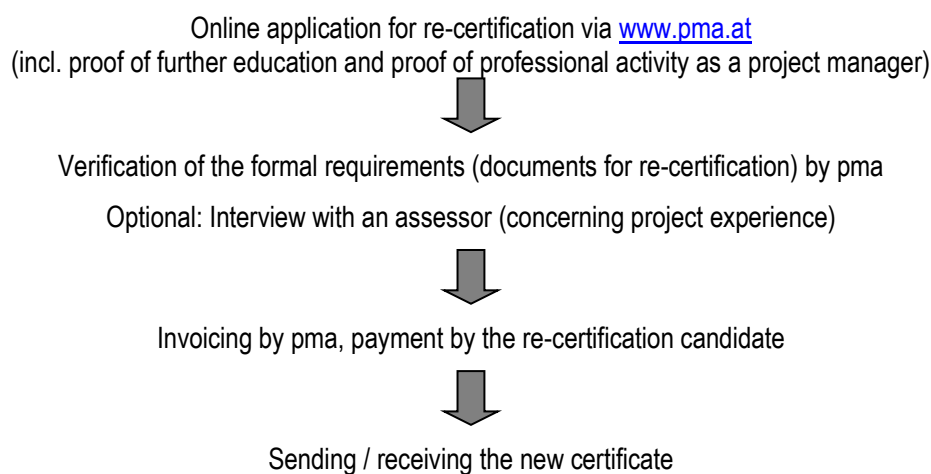 Online application for re-certification via www.pma.at
(incl. proof of further education and proof of professional activity as a project manager)
Verification of the formal requirements (documents for re-certification) by pma
Optional: Interview with an assessor (concerning project experience)
Invoicing by pma, payment by the re-certification candidate
Sending / receiving the new certificate